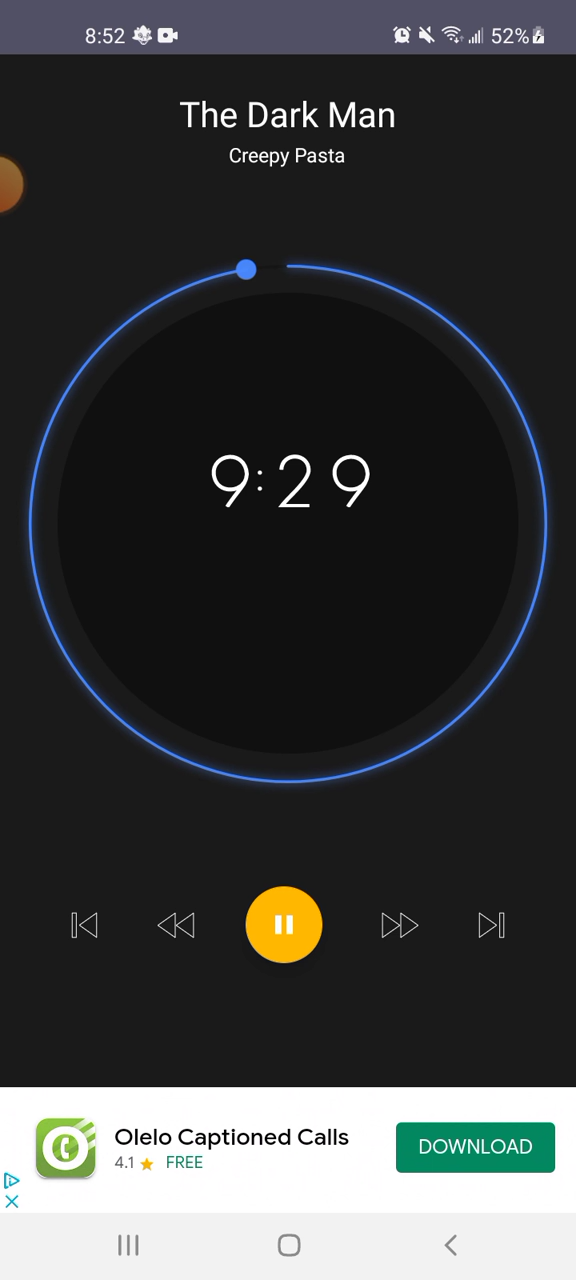 8:52
52%
The Dark Man
Creepy Pasta
9:29
Olelo Captioned Calls
4.1 FREE
DOWNLOAD